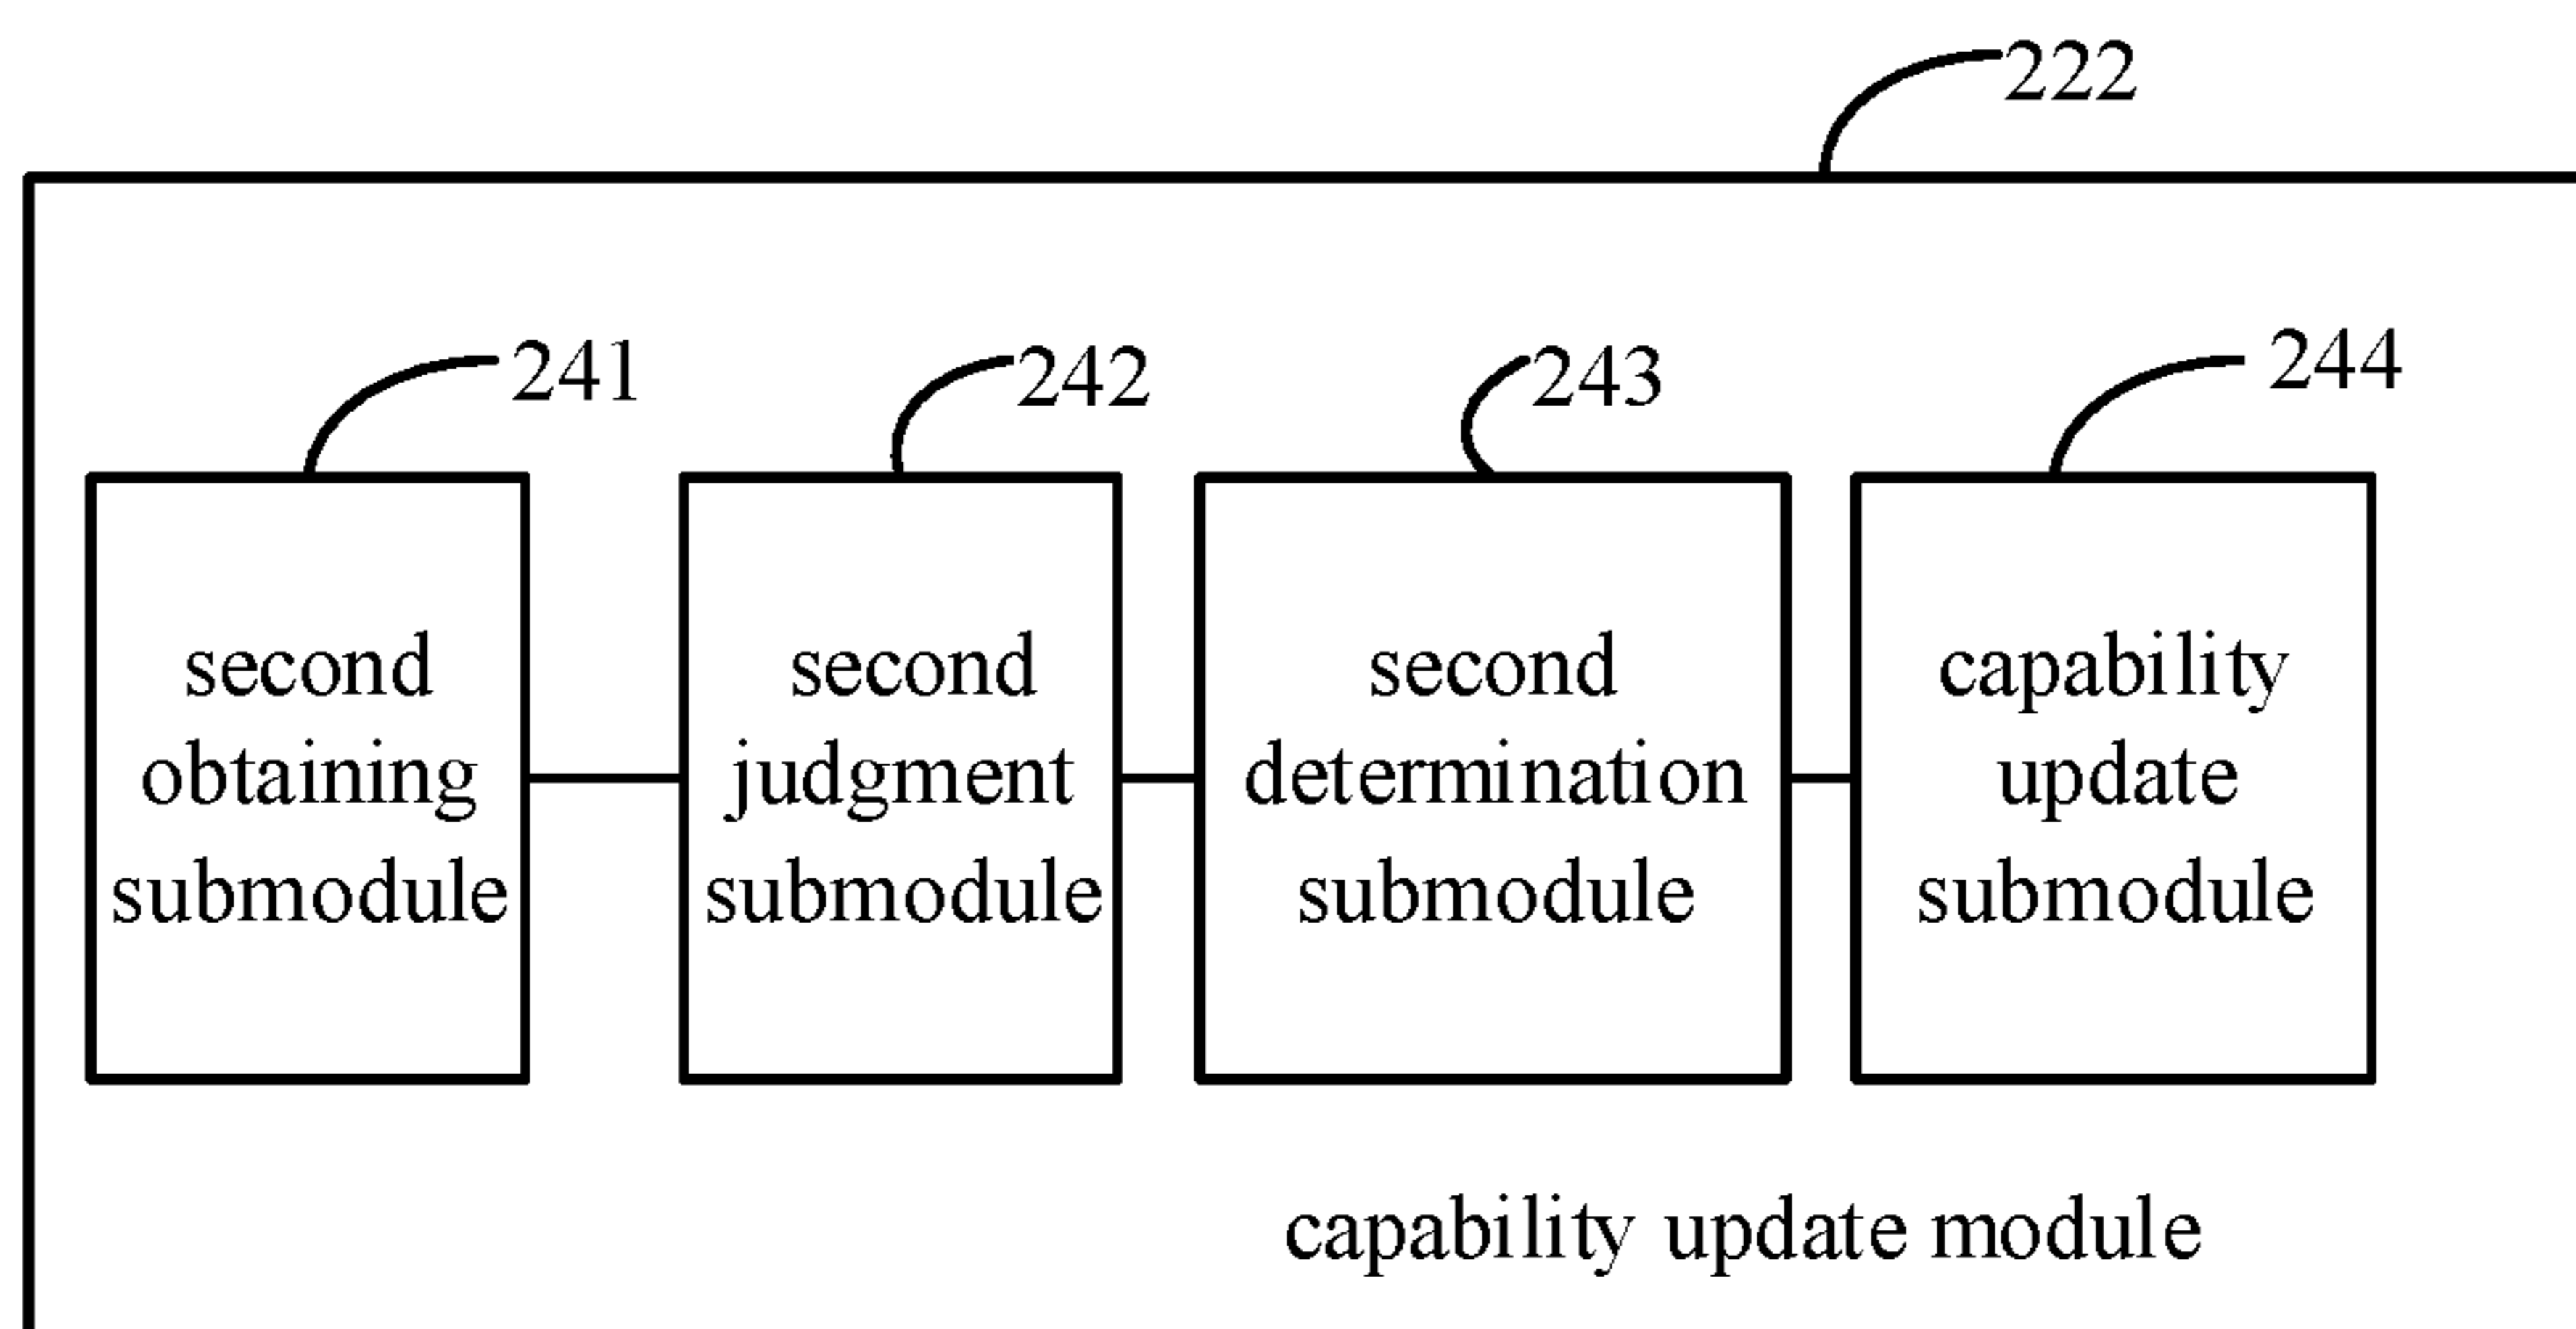 222
241
242
243
244
second
obtaining
submodule
second
judgment
submodule
second
determination
submodule
capability
update
submodule
capability update module